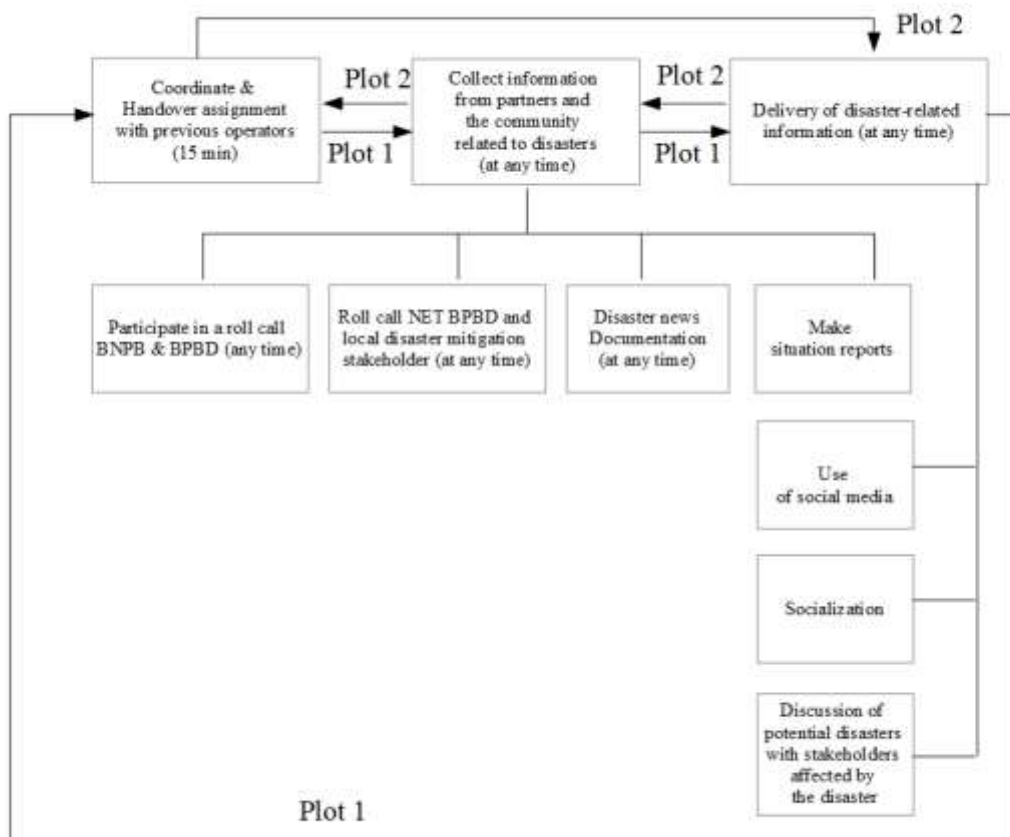 Plot 2
Coordinate &
Handover assignment
with previous operators
(15 min)
Plot 2
Plot 1
Collect information
from partners and
the community
related to disasters
(at any time)
Plot 2
Plot 1
Delivery of disaster-related
information (at any time)
Participate in a roll call
BNPB & BPBD (any time)
Roll call NET BPBD and
local disaster mitigation
stakeholder (at any time)
Disaster news
Documentation
(at any time)
Make
situation reports
Use
of social media
Socialization
Discussion of
potential disasters
with stakeholders
affected by
the disaster
Plot 1